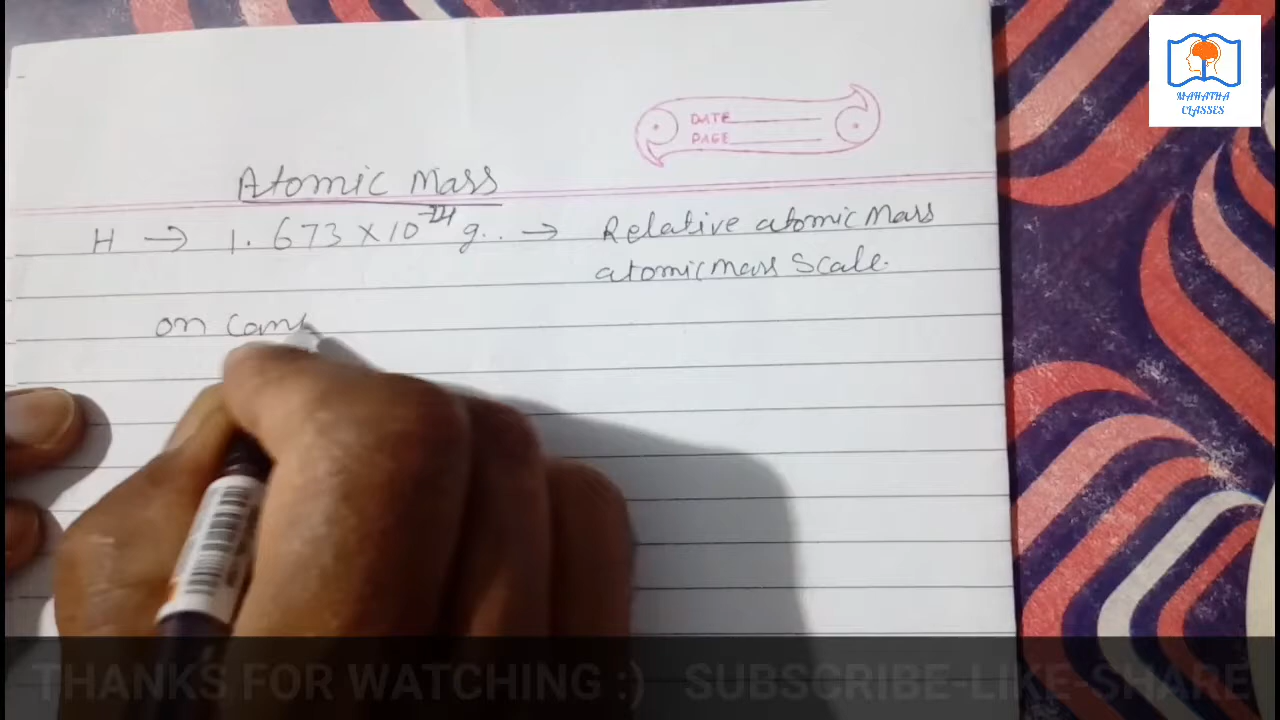 MAHATHA
CLASSES
DATE
PAGE
Atomic Mass
H → 1.673 × 10⁻²⁴ g. . → Relative atomic Mass
atomic Mass Scale.
on
THANKS FOR WATCHING :) SUBSCRIBE-LIKE-SHARE